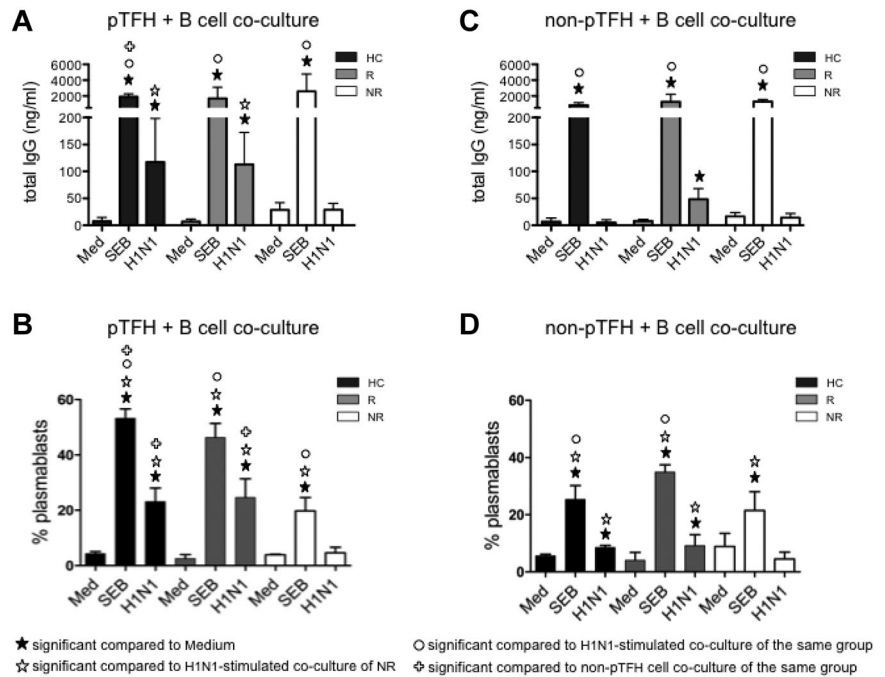 A
pTFH + B cell co-culture
total IgG (ng/ml)
6000
4000
2000
200
150
100
50
0
Med
SEB
H1N1
Med
SEB
H1N1
Med
SEB
H1N1
HC
R
NR
C
non-pTFH + B cell co-culture
total IgG (ng/ml)
6000
4000
2000
200
150
100
50
0
Med
SEB
H1N1
Med
SEB
H1N1
Med
SEB
H1N1
HC
R
NR
B
pTFH + B cell co-culture
% plasmablasts
60
40
20
0
Med
SEB
H1N1
Med
SEB
H1N1
Med
SEB
H1N1
HC
R
NR
D
non-pTFH + B cell co-culture
% plasmablasts
60
40
20
0
Med
SEB
H1N1
Med
SEB
H1N1
Med
SEB
H1N1
HC
R
NR
★ significant compared to Medium
☆ significant compared to H1N1-stimulated co-culture of NR
○ significant compared to H1N1-stimulated co-culture of the same group
✛ significant compared to non-pTFH cell co-culture of the same group